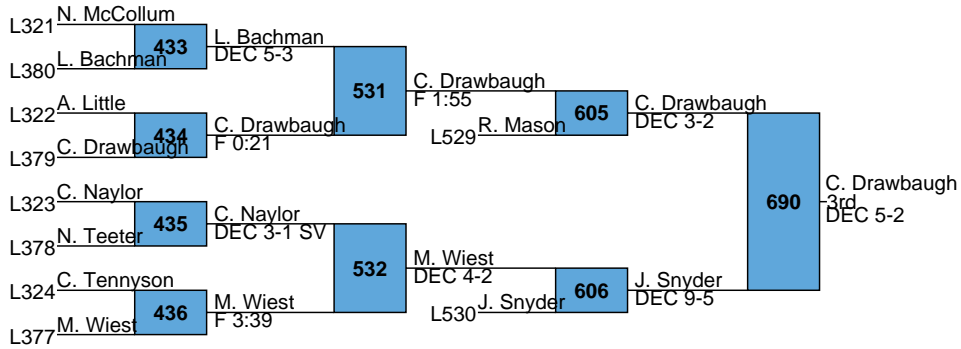 N. McCollum
L321
433
L. Bachman
DEC 5-3
L. Bachman
L380
531
C. Drawbaugh
F 1:55
A. Little
L322
434
C. Drawbaugh
F 0:21
C. Drawbaugh
L379
R. Mason
L529
605
C. Drawbaugh
DEC 3-2
690
C. Drawbaugh
3rd
DEC 5-2
C. Naylor
L323
435
C. Naylor
DEC 3-1 SV
N. Teeter
L378
532
M. Wiest
DEC 4-2
C. Tennyson
L324
436
M. Wiest
F 3:39
M. Wiest
L377
J. Snyder
L530
606
J. Snyder
DEC 9-5